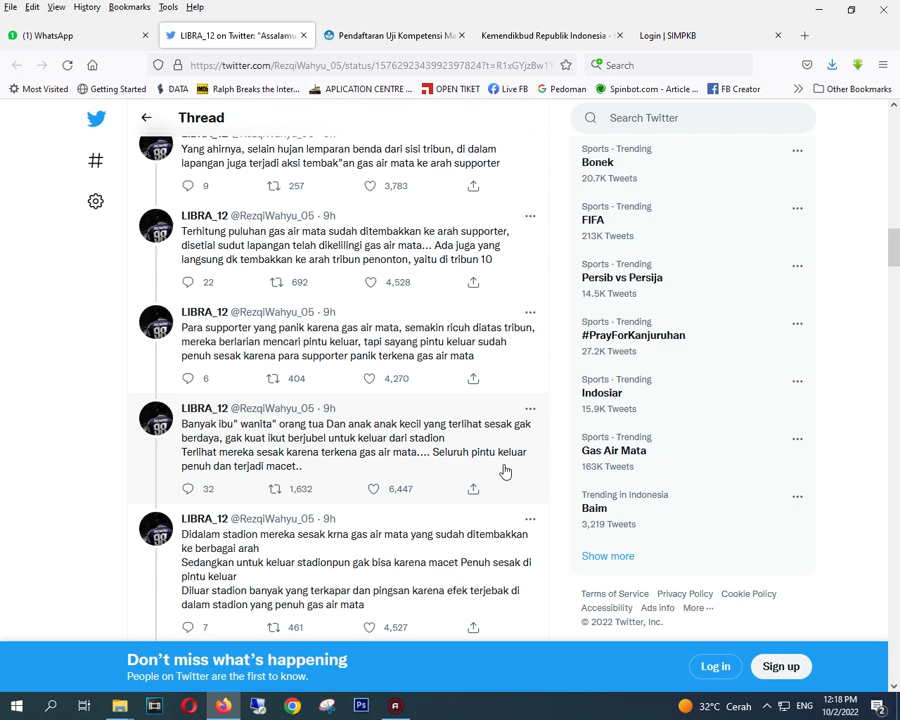 File Edit View History Bookmarks Tools Help
(1) WhatsApp
LIBRA_12 on Twitter: "Assalamu
Pendaftaran Uji Kompetensi Ma
Kemendikbud Republik Indonesia -
Login | SIMPKB
https://twitter.com/RezqiWahyu_05/status/1576292343992397824?t=R1xGYjzBw1
Search
Most Visited
Getting Started
DATA
Ralph Breaks the Inter...
APLICATION CENTRE ...
OPEN TIKET
Live FB
Pedoman
Spinbot.com - Article ...
FB Creator
Other Bookmarks
Thread
Yang ahirnya, selain hujan lemparan benda dari sisi tribun, di dalam
lapangan juga terjadi aksi tembak"an gas air mata ke arah supporter
9 257 3,783
LIBRA_12 @RezqiWahyu_05 · 9h
Terhitung puluhan gas air mata sudah ditembakkan ke arah supporter,
disetial sudut lapangan telah dikelilingi gas air mata... Ada juga yang
langsung dk tembakkan ke arah tribun penonton, yaitu di tribun 10
22 692 4,528
LIBRA_12 @RezqiWahyu_05 · 9h
Para supporter yang panik karena gas air mata, semakin ricuh diatas tribun,
mereka berlarian mencari pintu keluar, tapi sayang pintu keluar sudah
penuh sesak karena para supporter panik terkena gas air mata
6 404 4,270
LIBRA_12 @RezqiWahyu_05 · 9h
Banyak ibu" wanita" orang tua Dan anak anak kecil yang terlihat sesak gak
berdaya, gak kuat ikut berjubel untuk keluar dari stadion
Terlihat mereka sesak karena terkena gas air mata.... Seluruh pintu keluar
penuh dan terjadi macet..
32 1,632 6,447
LIBRA_12 @RezqiWahyu_05 · 9h
Didalam stadion mereka sesak krna gas air mata yang sudah ditembakkan
ke berbagai arah
Sedangkan untuk keluar stadionpun gak bisa karena macet Penuh sesak di
pintu keluar
Diluar stadion banyak yang terkapar dan pingsan karena efek terjebak di
dalam stadion yang penuh gas air mata
7 461 4,527
Search Twitter
Sports · Trending
Bonek
20.7K Tweets
Sports · Trending
FIFA
213K Tweets
Sports · Trending
Persib vs Persija
14.5K Tweets
Sports · Trending
#PrayForKanjuruhan
27.2K Tweets
Sports · Trending
Indosiar
15.9K Tweets
Sports · Trending
Gas Air Mata
163K Tweets
Trending in Indonesia
Baim
3,219 Tweets
Show more
Terms of Service Privacy Policy Cookie Policy
Accessibility Ads info More ···
© 2022 Twitter, Inc.
Don't miss what's happening
People on Twitter are the first to know.
Log in
Sign up
Ps
32°C Cerah
ENG
12:18 PM
10/2/2022
2